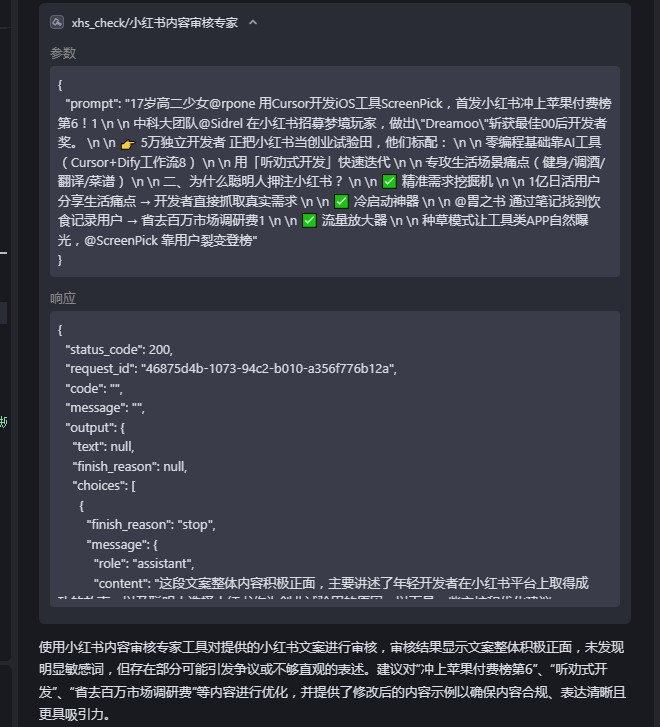 xhs_check/小红书内容审核专家
参数
{
"prompt": "17岁高二少女@rpone 用Cursor开发iOS工具ScreenPick，首发小红书冲上苹果付费榜
第6！1 \n \n 中科大团队@Sidrel 在小红书招募梦境玩家，做出\"Dreamoo\"斩获最佳00后开发者
奖。 \n \n 👉 5万独立开发者 正把小红书当创业试验田，他们标配： \n \n 零编程基础靠AI工具
（Cursor+Dify工作流8） \n \n 用「听劝式开发」快速迭代 \n \n 专攻生活场景痛点（健身/调酒/
翻译/菜谱） \n \n 二、为什么聪明人押注小红书？ \n \n ✅ 精准需求挖掘机 \n \n 1亿日活用户
分享生活痛点 → 开发者直接抓取真实需求 \n \n ✅ 冷启动神器 \n \n @胃之书 通过笔记找到饮
食记录用户 → 省去百万市场调研费1 \n \n ✅ 流量放大器 \n \n 种草模式让工具类APP自然曝
光，@ScreenPick 靠用户裂变登榜"
}
响应
{
"status_code": 200,
"request_id": "46875d4b-1073-94c2-b010-a356f776b12a",
"code": "",
"message": "",
"output": {
"text": null,
"finish_reason": null,
"choices": [
{
"finish_reason": "stop",
"message": {
"role": "assistant",
"content": "这段文案整体内容积极正面，主要讲述了年轻开发者在小红书平台上取得成
使用小红书内容审核专家工具对提供的小红书文案进行审核，审核结果显示文案整体积极正面，未发现
明显敏感词，但存在部分可能引发争议或不够直观的表述。建议对“冲上苹果付费榜第6”、“听劝式开
发”、“省去百万市场调研费”等内容进行优化，并提供了修改后的内容示例以确保内容合规、表达清晰且
更具吸引力。